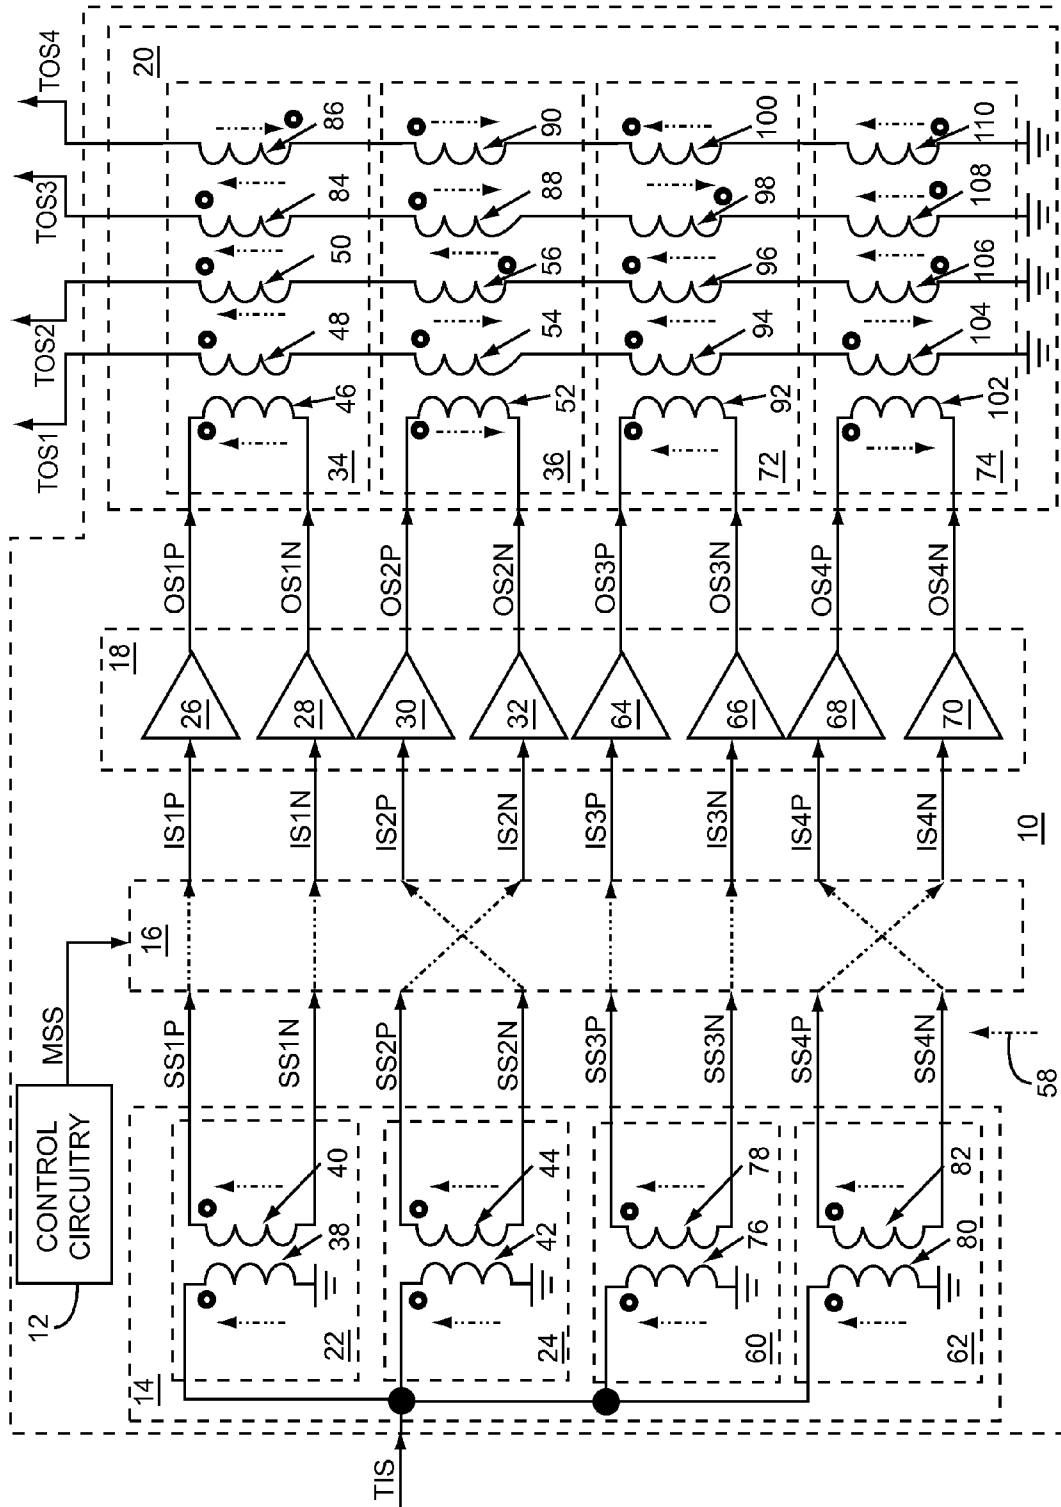 TOS4
TOS3
TOS2
TOS1
20
86
84
50
48
46
34
90
88
56
54
52
36
100
98
96
94
92
72
110
108
106
104
102
74
OS1P
OS1N
OS2P
OS2N
OS3P
OS3N
OS4P
OS4N
18
26
28
30
32
64
66
68
70
IS1P
IS1N
IS2P
IS2N
IS3P
IS3N
IS4P
IS4N
10
MSS
16
SS1P
SS1N
SS2P
SS2N
SS3P
SS3N
SS4P
SS4N
58
CONTROL
CIRCUITRY
12
14
40
38
22
44
42
24
78
76
60
82
80
62
TIS